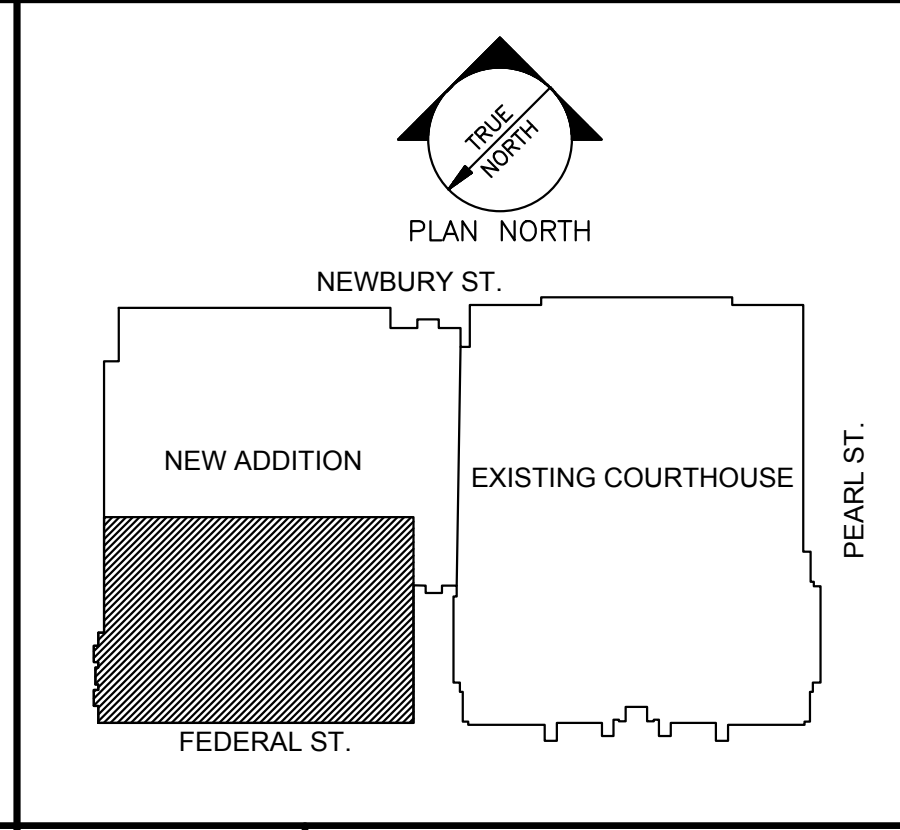 TRUE
NORTH
PLAN NORTH
NEWBURY ST.
NEW ADDITION
EXISTING COURTHOUSE
PEARL ST.
FEDERAL ST.